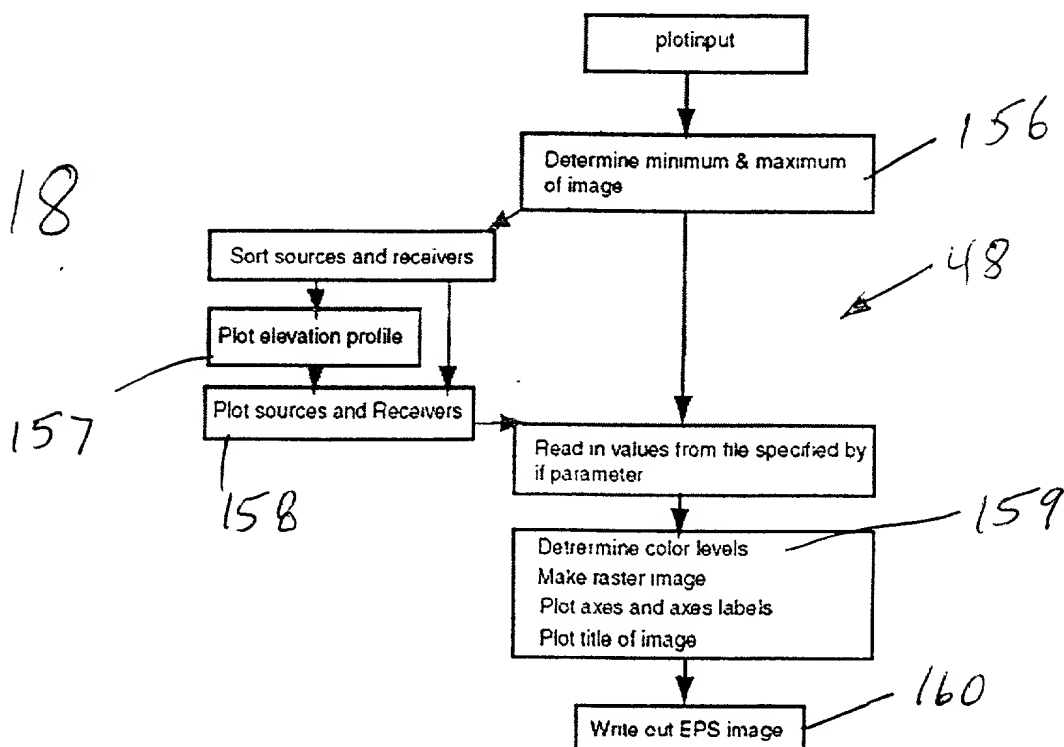 plotinput
156
Determine minimum & maximum
of image
18
48
Sort sources and receivers
Plot elevation profile
157
Plot sources and Receivers
158
Read in values from file specified by
if parameter
159
Detrermine color levels
Make raster image
Plot axes and axes labels
Plot title of image
160
Write out EPS image